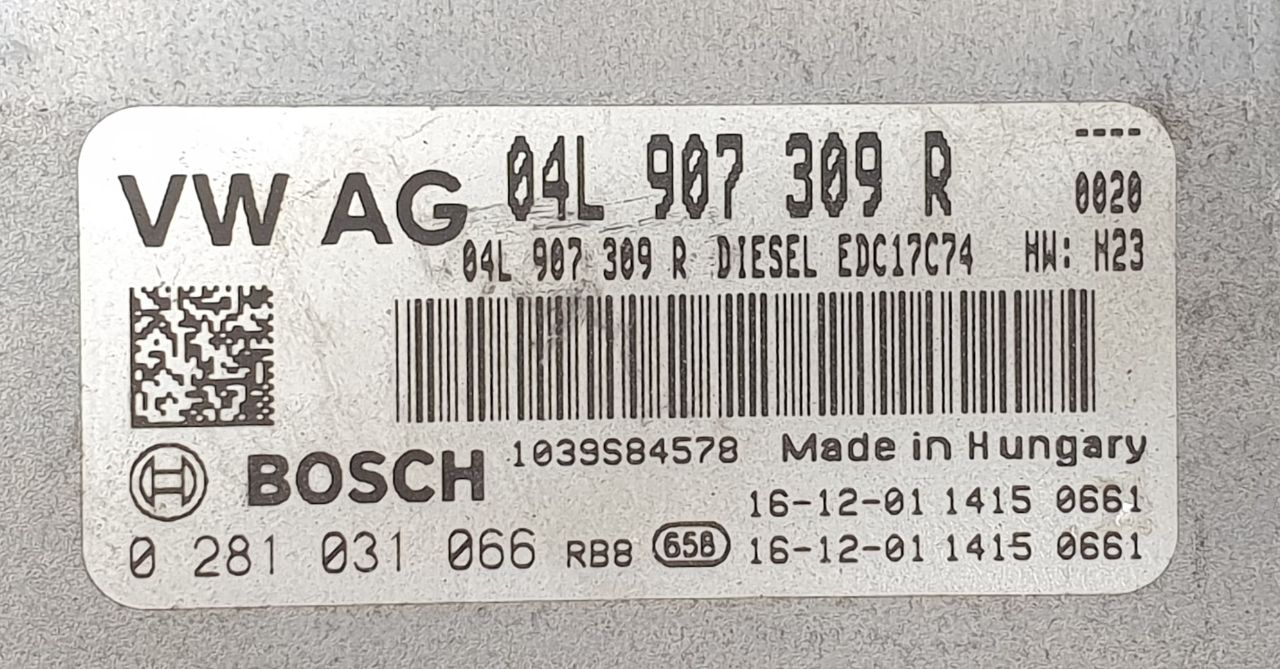 VW AG 04L 907 309 R ----
0020
04L 907 309 R DIESEL EDC17C74 HW: H23
1039S84578 Made in Hungary
BOSCH
16-12-01 1415 0661
0 281 031 066 RB8 658 16-12-01 1415 0661